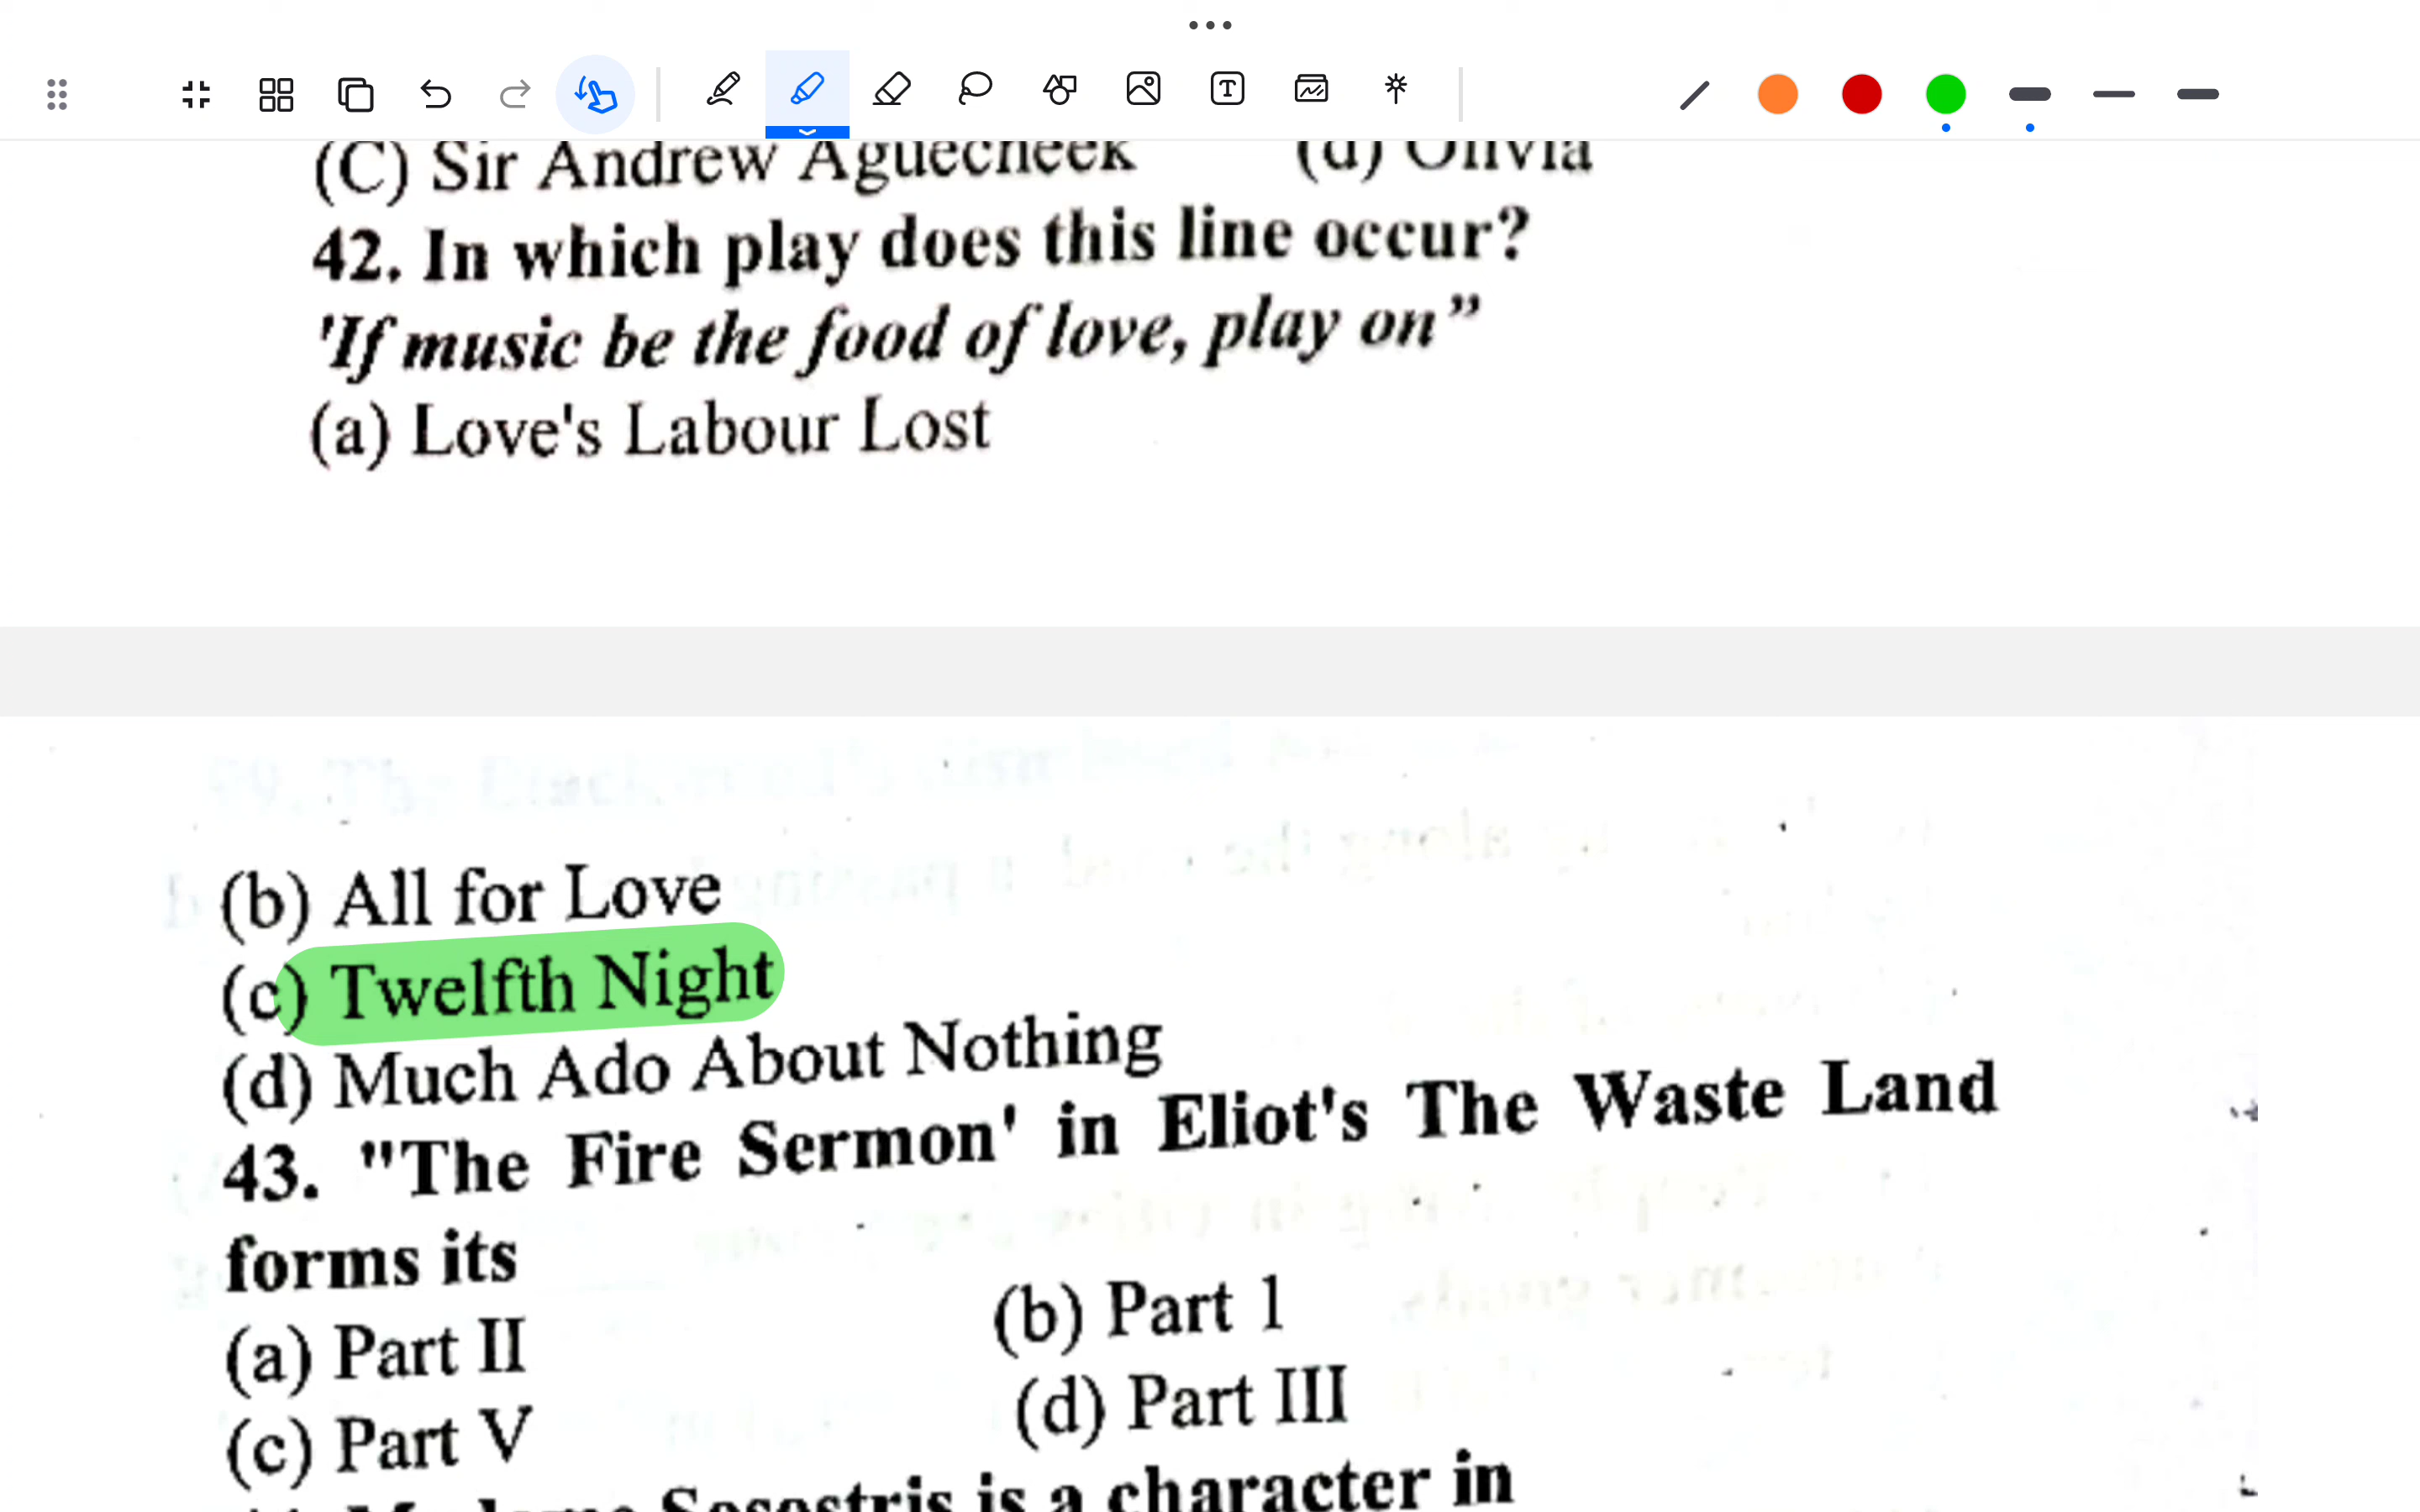 (C) Sir Andrew Aguecheek (d) Olivia
42. In which play does this line occur?
'If music be the food of love, play on”
(a) Love's Labour Lost
(b) All for Love
(c) Twelfth Night
(d) Much Ado About Nothing
43. "The Fire Sermon' in Eliot's The Waste Land
forms its
(a) Part II (b) Part 1
(c) Part V (d) Part III
Sosostris is a character in